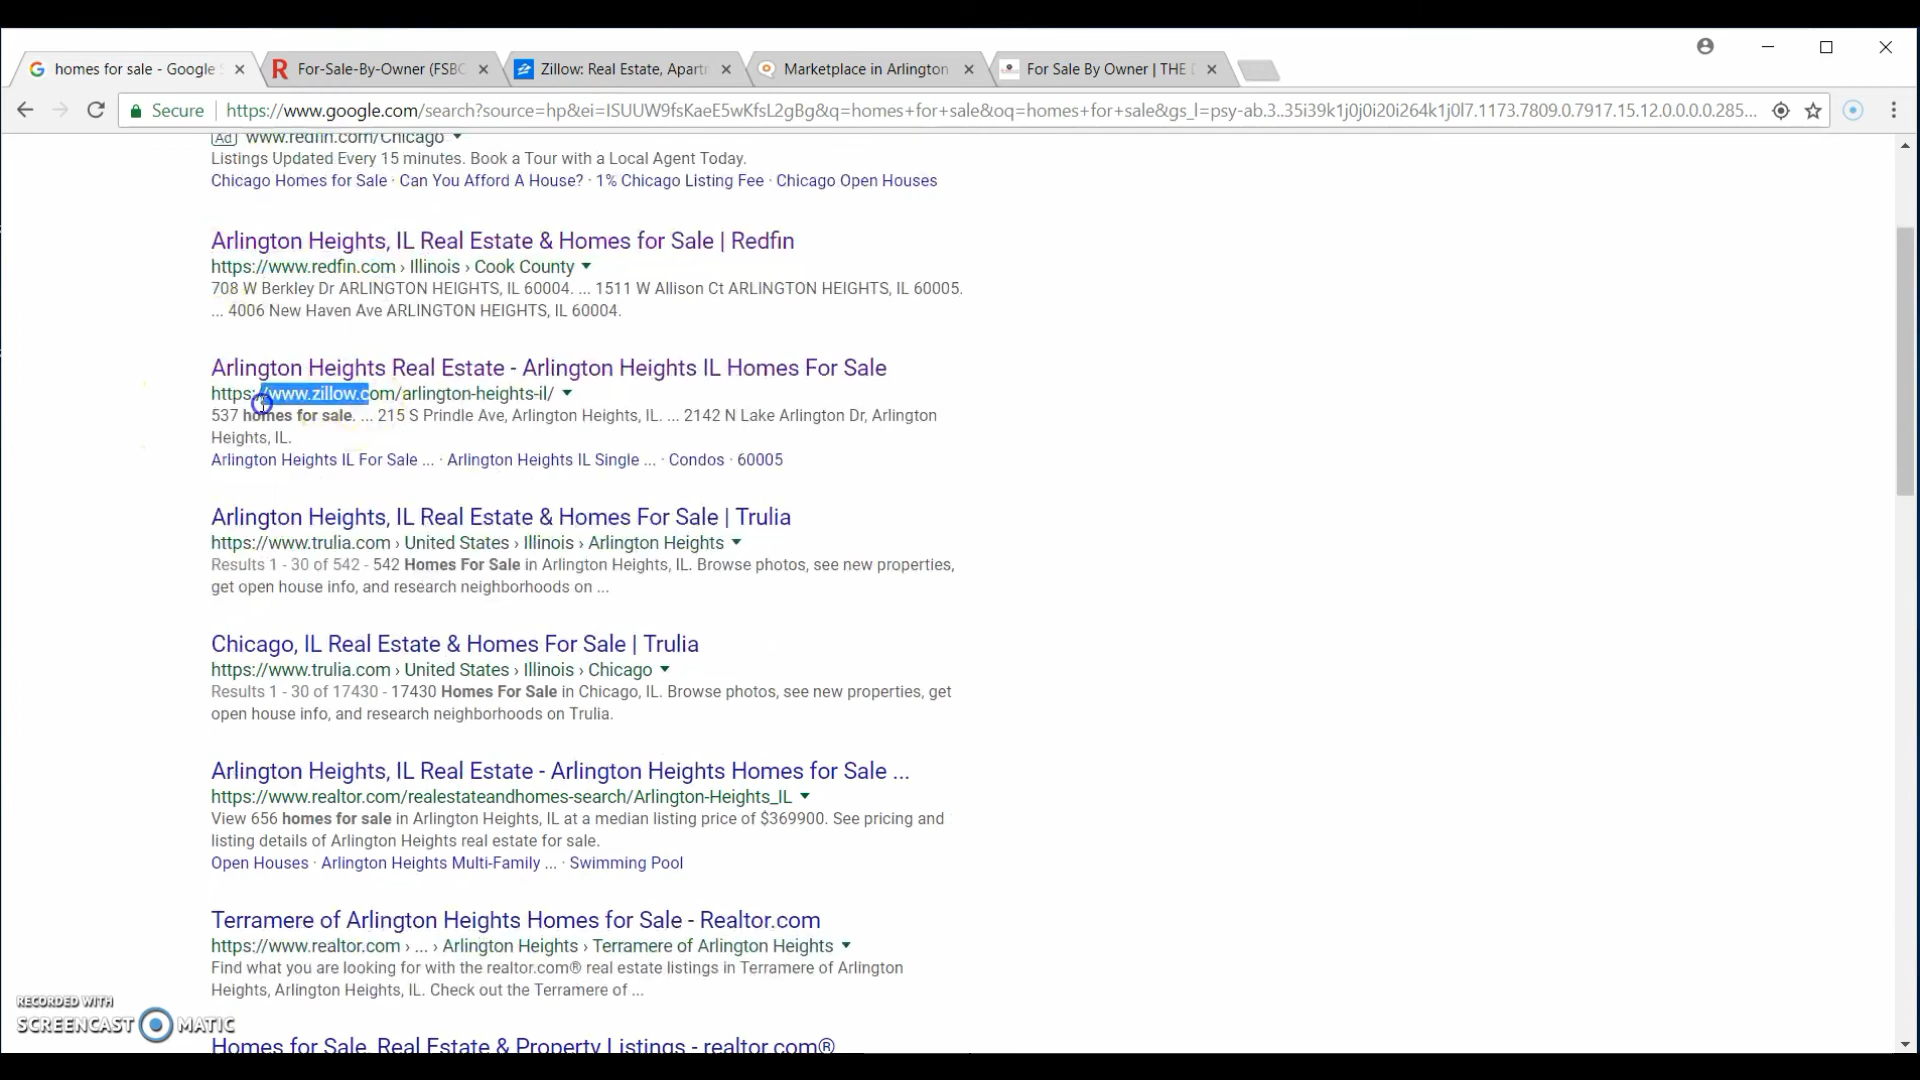 homes for sale - Google
For-Sale-By-Owner (FSBO
Zillow: Real Estate, Apart
Marketplace in Arlington
For Sale By Owner | THE
Secure
https://www.google.com/search?source=hp&ei=ISUUW9fsKaeE5wKfsL2gBg&q=homes+for+sale&oq=homes+for+sale&gs_l=psy-ab.3..35i39k1j0j0i20i264k1j0l7.1173.7809.0.7917.15.12.0.0.0.0.285...
Ad www.redfin.com/Chicago
Listings Updated Every 15 minutes. Book a Tour with a Local Agent Today.
Chicago Homes for Sale · Can You Afford A House? · 1% Chicago Listing Fee · Chicago Open Houses
Arlington Heights, IL Real Estate & Homes for Sale | Redfin
https://www.redfin.com › Illinois › Cook County
708 W Berkley Dr ARLINGTON HEIGHTS, IL 60004. ... 1511 W Allison Ct ARLINGTON HEIGHTS, IL 60005.
... 4006 New Haven Ave ARLINGTON HEIGHTS, IL 60004.
Arlington Heights Real Estate - Arlington Heights IL Homes For Sale
https://www.zillow.com/arlington-heights-il/
537 homes for sale. ... 215 S Prindle Ave, Arlington Heights, IL. ... 2142 N Lake Arlington Dr, Arlington
Heights, IL.
Arlington Heights IL For Sale ... · Arlington Heights IL Single ... · Condos · 60005
Arlington Heights, IL Real Estate & Homes For Sale | Trulia
https://www.trulia.com › United States › Illinois › Arlington Heights
Results 1 - 30 of 542 - 542 Homes For Sale in Arlington Heights, IL. Browse photos, see new properties,
get open house info, and research neighborhoods on ...
Chicago, IL Real Estate & Homes For Sale | Trulia
https://www.trulia.com › United States › Illinois › Chicago
Results 1 - 30 of 17430 - 17430 Homes For Sale in Chicago, IL. Browse photos, see new properties, get
open house info, and research neighborhoods on Trulia.
Arlington Heights, IL Real Estate - Arlington Heights Homes for Sale ...
https://www.realtor.com/realestateandhomes-search/Arlington-Heights_IL
View 656 homes for sale in Arlington Heights, IL at a median listing price of $369900. See pricing and
listing details of Arlington Heights real estate for sale.
Open Houses · Arlington Heights Multi-Family ... · Swimming Pool
Terramere of Arlington Heights Homes for Sale - Realtor.com
https://www.realtor.com › ... › Arlington Heights › Terramere of Arlington Heights
Find what you are looking for with the realtor.com® real estate listings in Terramere of Arlington
Heights, Arlington Heights, IL. Check out the Terramere of ...
RECORDED WITH
SCREENCAST MATIC
Homes for Sale, Real Estate & Property Listings - realtor.com®